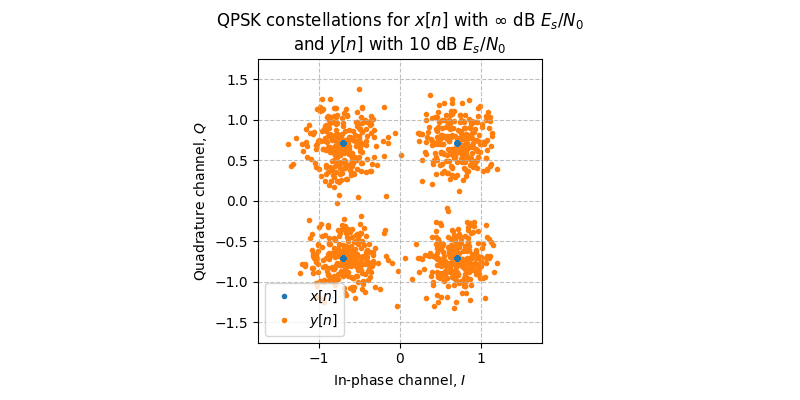 QPSK constellations for x[n] with ∞ dB Eₛ/N₀
and y[n] with 10 dB Eₛ/N₀
1.5
1.0
0.5
0.0
−0.5
−1.0
−1.5
Quadrature channel, Q
x[n]
y[n]
−1
0
1
In-phase channel, I